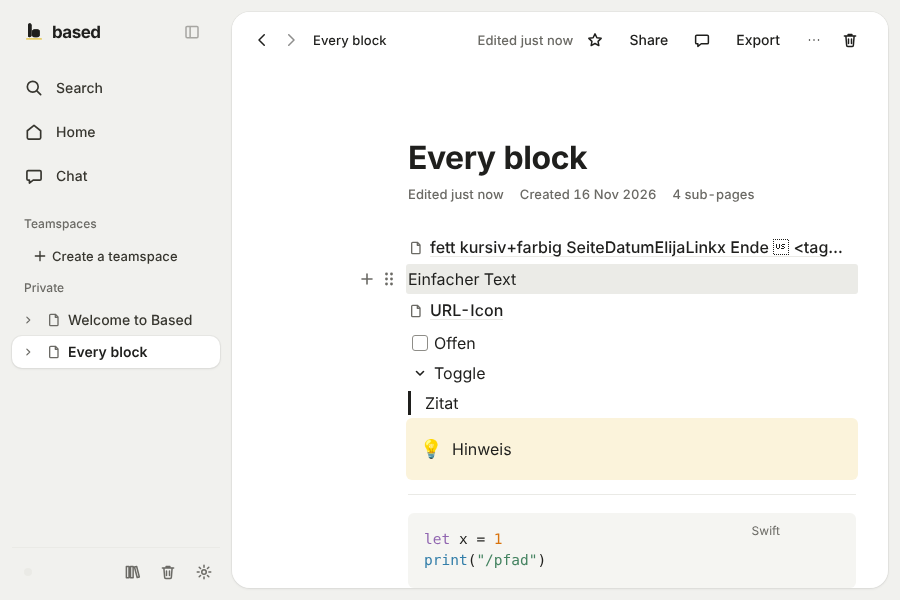 based
Search
Home
Chat
Teamspaces
Create a teamspace
Private
Welcome to Based
Every block
Every block
Edited just now
Share
Export
Every block
Edited just now Created 16 Nov 2026 4 sub-pages
fett kursiv+farbig SeiteDatumElijaLinkx Ende US <tag...
Einfacher Text
URL-Icon
Offen
Toggle
Zitat
💡 Hinweis
Swift
let x = 1
print("/pfad")